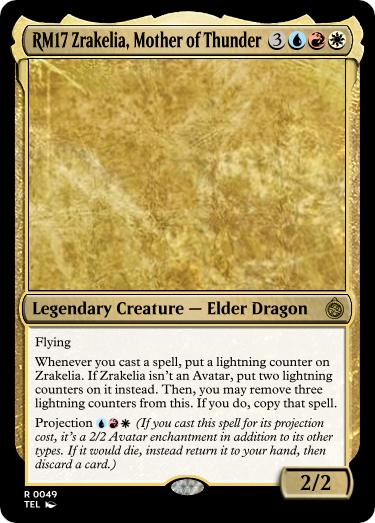 RM17 Zrakelia, Mother of Thunder 3
Legendary Creature — Elder Dragon
Flying
Whenever you cast a spell, put a lightning counter on
Zrakelia. If Zrakelia isn't an Avatar, put two lightning
counters on it instead. Then, you may remove three
lightning counters from this. If you do, copy that spell.
Projection (If you cast this spell for its projection
cost, it's a 2/2 Avatar enchantment in addition to its other
types. If it would die, instead return it to your hand, then
discard a card.)
2/2
R 0049
TEL